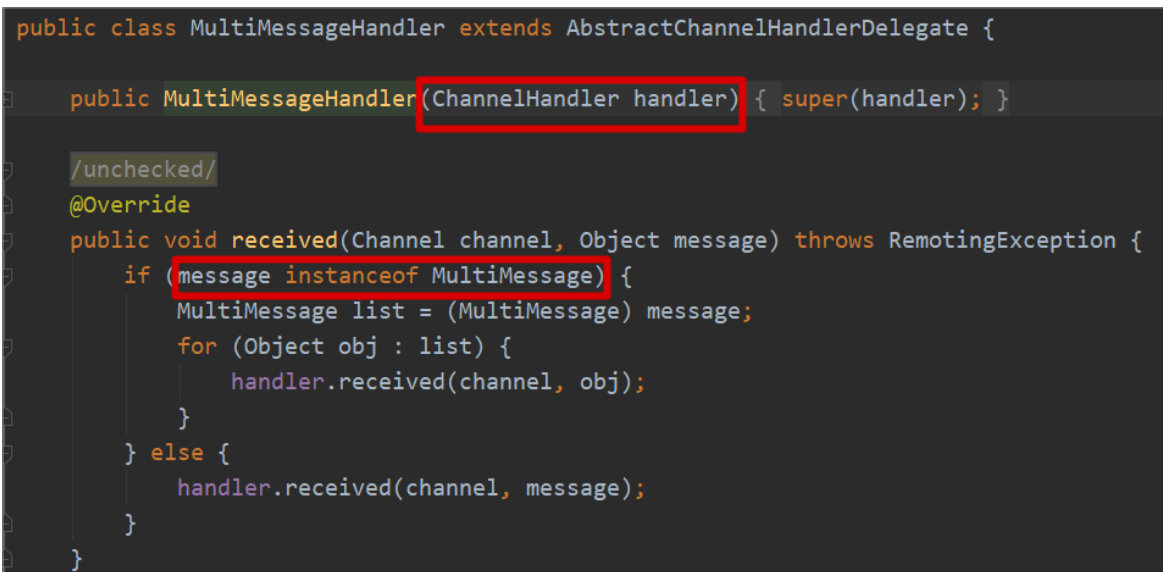 public class MultiMessageHandler extends AbstractChannelHandlerDelegate {
public MultiMessageHandler(ChannelHandler handler) { super(handler); }
/unchecked/
@Override
public void received(Channel channel, Object message) throws RemotingException {
if (message instanceof MultiMessage) {
MultiMessage list = (MultiMessage) message;
for (Object obj : list) {
handler.received(channel, obj);
}
} else {
handler.received(channel, message);
}
}